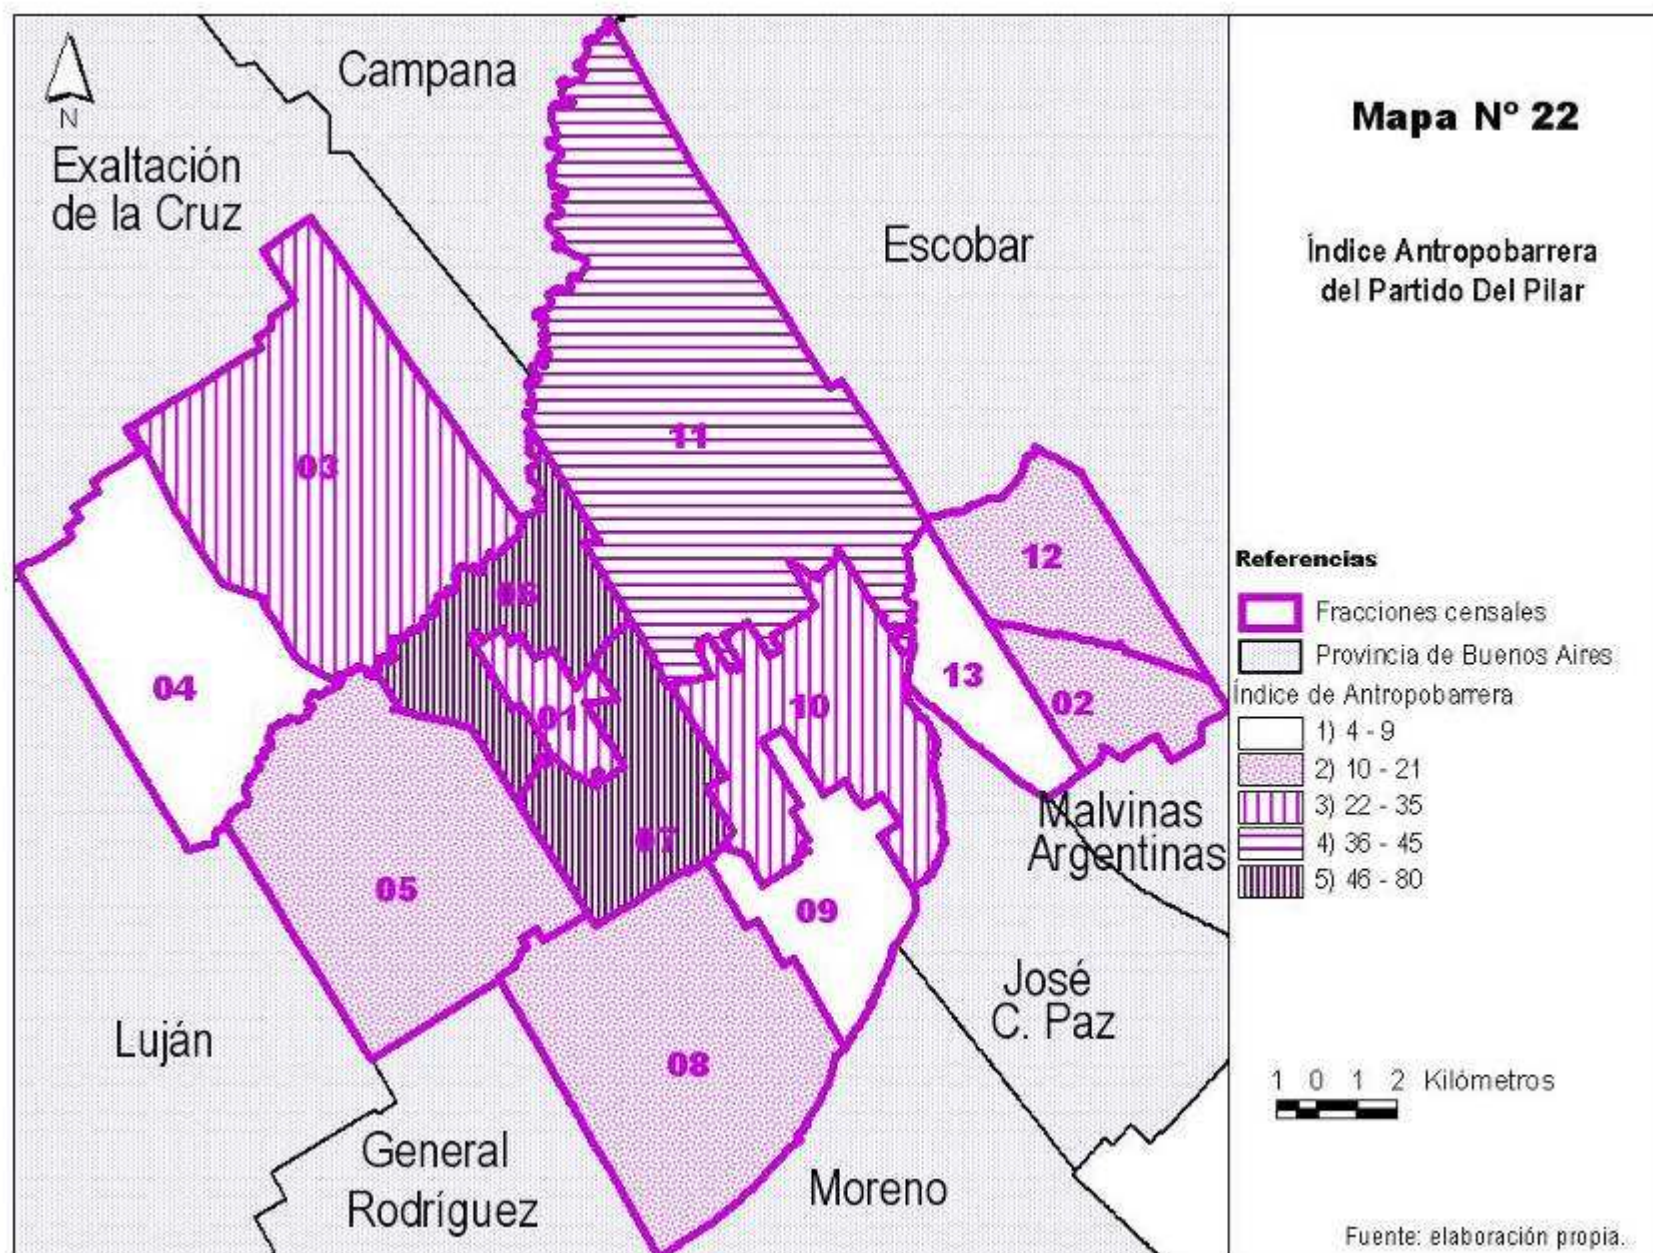 Mapa Nº 22
Índice Antropobarrera
del Partido Del Pilar
N
Campana
Exaltación
de la Cruz
Escobar
11
03
12
06
04
13
02
01
10
07
05
09
08
Malvinas
Argentinas
José
C. Paz
Luján
General
Rodríguez
Moreno
Referencias
Fracciones censales
Provincia de Buenos Aires
Índice de Antropobarrera
1) 4 - 9
2) 10 - 21
3) 22 - 35
4) 36 - 45
5) 46 - 80
1 0 1 2 Kilómetros
Fuente: elaboración propia.